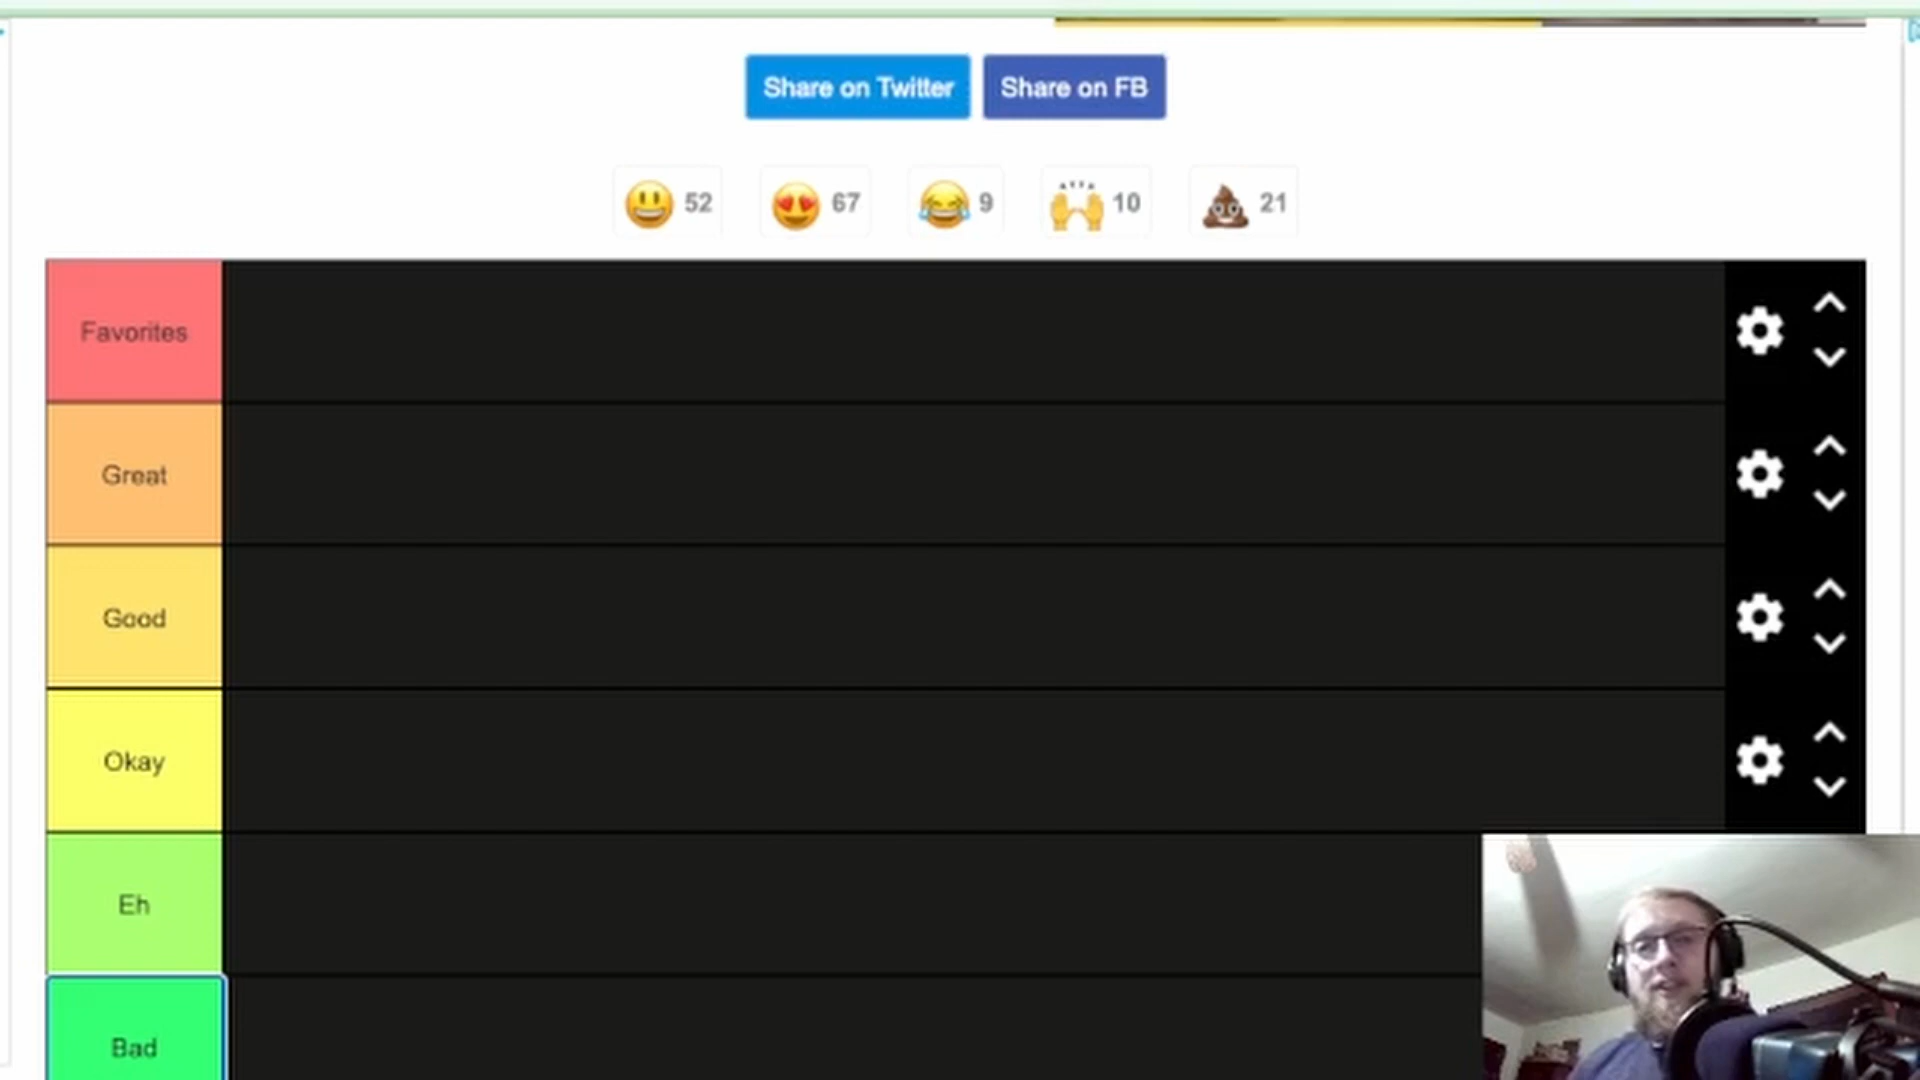 Share on Twitter Share on FB
52 67 9 10 21
Favorites
Great
Good
Okay
Eh
Bad